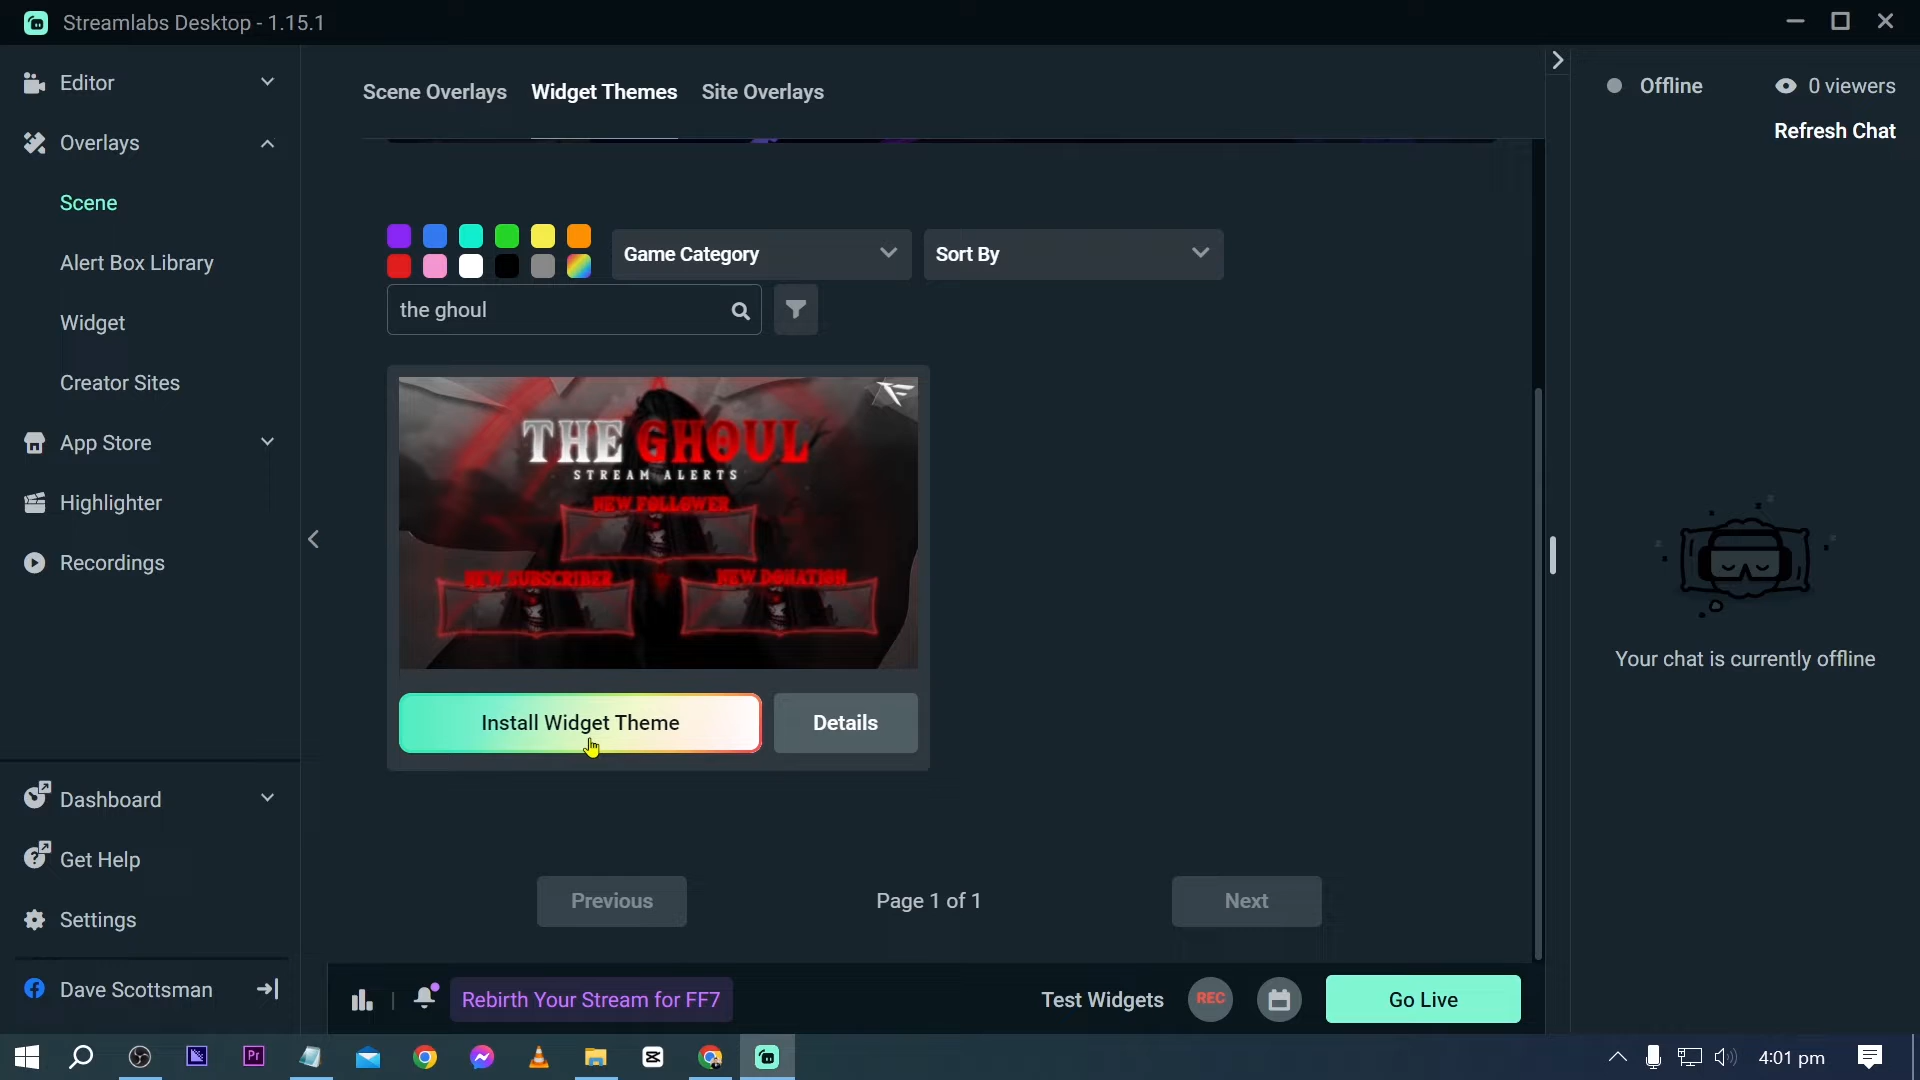 Streamlabs Desktop - 1.15.1
Editor
Overlays
Scene
Alert Box Library
Widget
Creator Sites
App Store
Highlighter
Recordings
Dashboard
Get Help
Settings
Dave Scottsman
Scene Overlays Widget Themes Site Overlays
Game Category
Sort By
the ghoul
THE GHOUL
STREAM ALERTS
NEW FOLLOWER
NEW SUBSCRIBER
NEW DONATION
Install Widget Theme
Details
Previous
Page 1 of 1
Next
Rebirth Your Stream for FF7
Test Widgets
REC
Go Live
Offline
0 viewers
Refresh Chat
Your chat is currently offline
Pr
4:01 pm